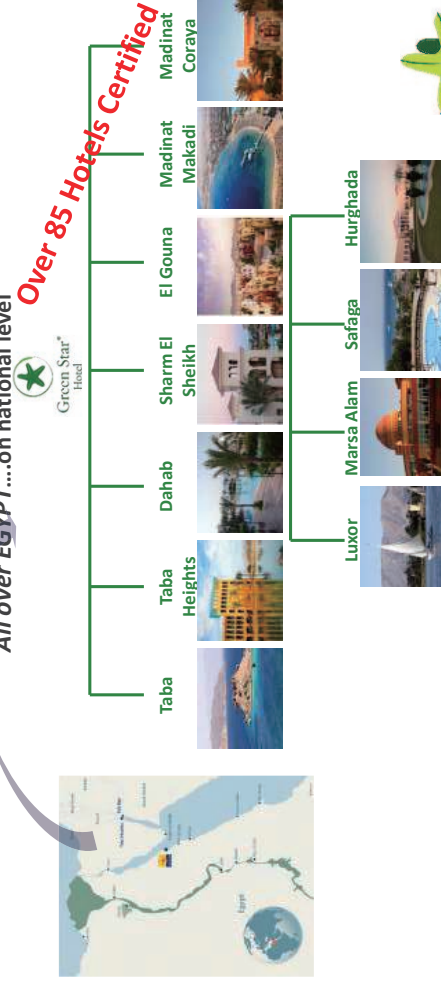 All over EGYPT....on national level
Over 85 Hotels Certified
Green Star®
Hotel
Taba
Taba
Heights
Dahab
Sharm El
Sheikh
El Gouna
Madinat
Makadi
Madinat
Coraya
Luxor
Marsa Alam
Safaga
Hurghada
Egypt